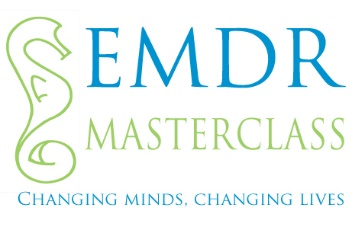 EMDR
MASTERCLASS
CHANGING MINDS, CHANGING LIVES